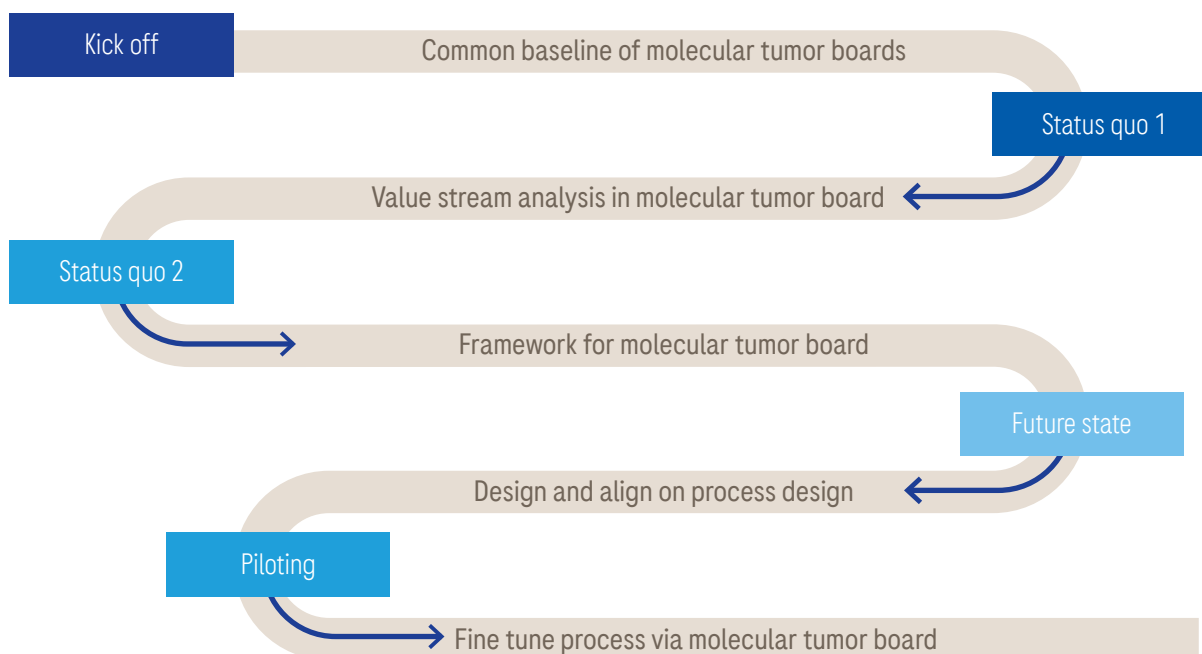 Kick off
Common baseline of molecular tumor boards
Status quo 1
Value stream analysis in molecular tumor board
Status quo 2
Framework for molecular tumor board
Future state
Design and align on process design
Piloting
Fine tune process via molecular tumor board